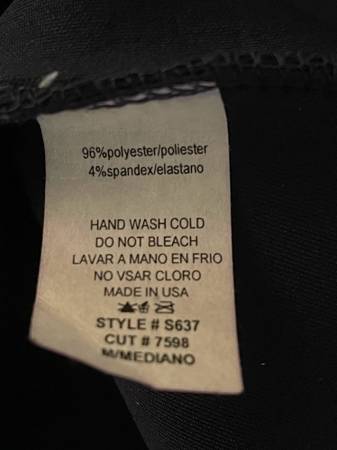 96%polyester/poliester
4%spandex/elastano
HAND WASH COLD
DO NOT BLEACH
LAVAR A MANO EN FRIO
NO VSAR CLORO
MADE IN USA
STYLE # S637
CUT # 7598
M/MEDIANO